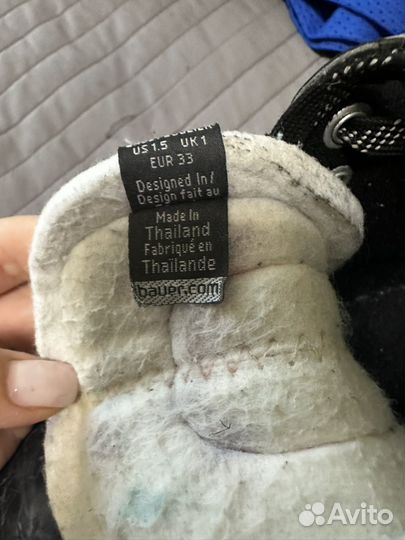 US 1.5 UK 1
EUR 33
Designed In/
Design fait au
Made In
Thailand
Fabriqué en
Thaïlande
bauer.com
Avito